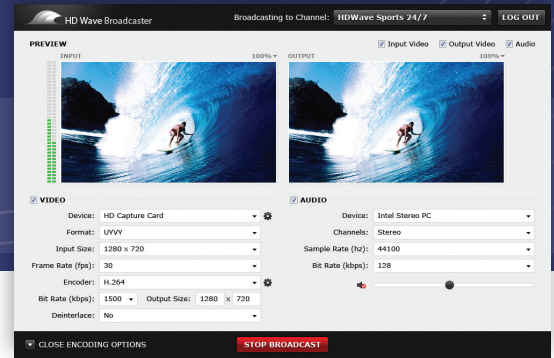 HD Wave Broadcaster
Broadcasting to Channel: HDWave Sports 24/7 LOG OUT
PREVIEW Input Video Output Video Audio
INPUT 100% OUTPUT 100%
VIDEO
Device: HD Capture Card
Format: UYVY
Input Size: 1280 x 720
Frame Rate (fps): 30
Encoder: H.264
Bit Rate (kbps): 1500 Output Size: 1280 x 720
Deinterlace: No
AUDIO
Device: Intel Stereo PC
Channels: Stereo
Sample Rate (hz): 44100
Bit Rate (kbps): 128
CLOSE ENCODING OPTIONS STOP BROADCAST